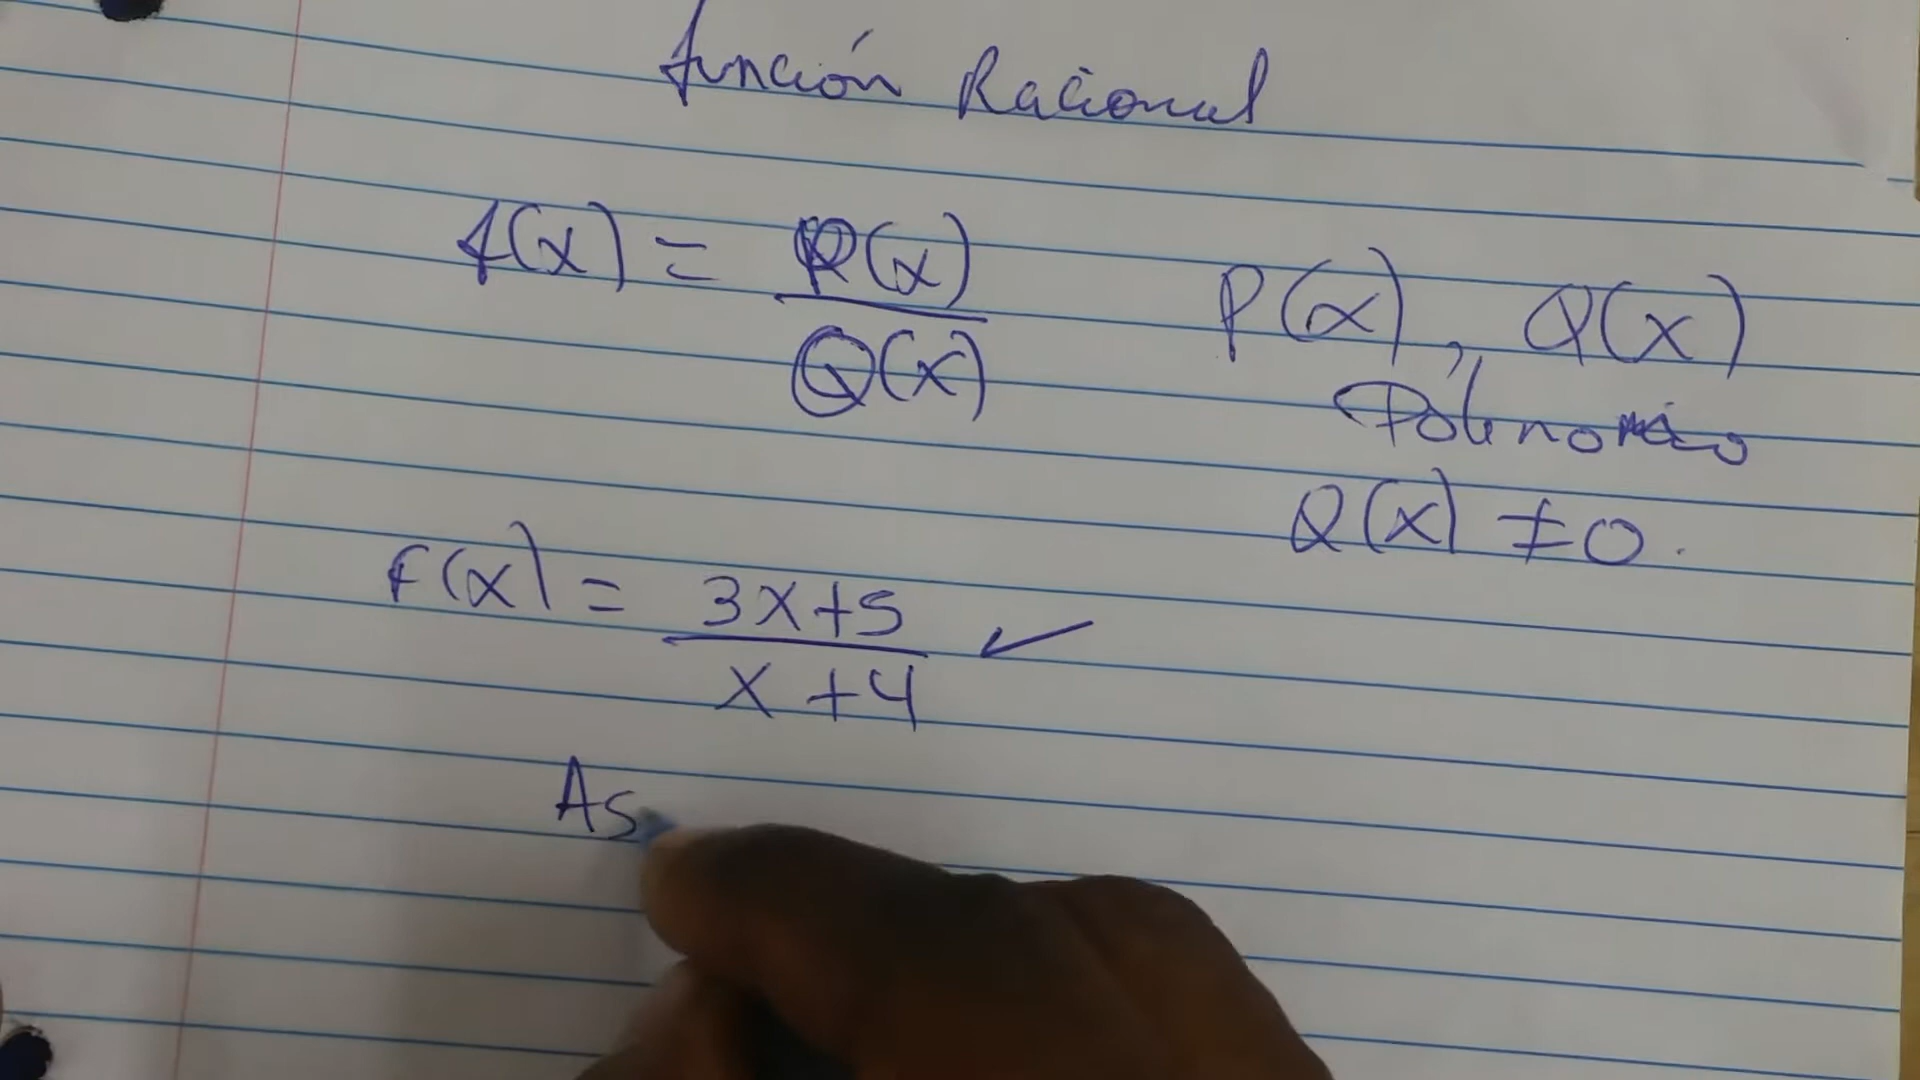 función Racional
f(x) = P(x) / Q(x)
P(x), Q(x)
Polinomio
Q(x) ≠ 0.
f(x) = 3x+5 / x+4 ✓
As